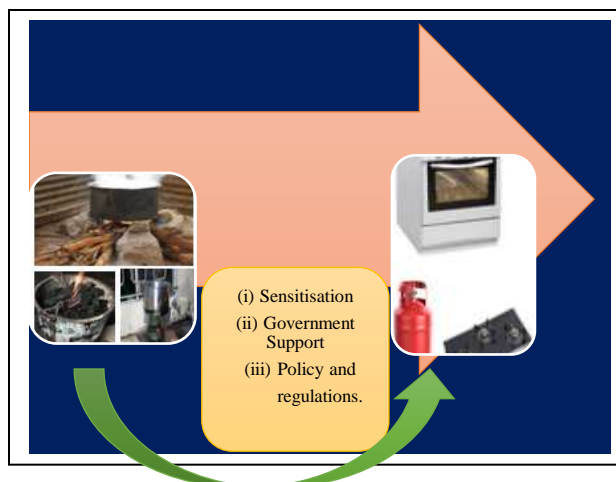 (i) Sensitisation
(ii) Government
Support
(iii) Policy and
regulations.